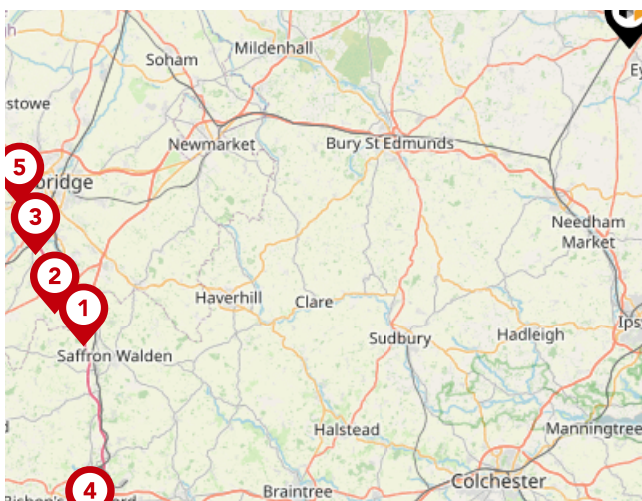 Mildenhall
Soham
stowe
Newmarket
Bury St Edmunds
5
bridge
3
Needham
Market
2
1
Haverhill
Clare
Ips
Sudbury
Hadleigh
Saffron Walden
Halstead
Manningtree
4
Colchester
Braintree
Ey